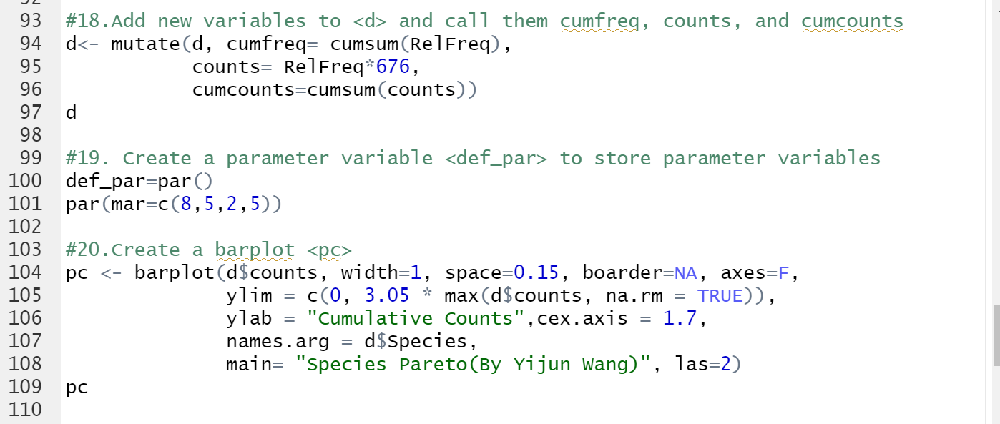 93 #18.Add new variables to <d> and call them cumfreq, counts, and cumcounts
94 d<- mutate(d, cumfreq= cumsum(RelFreq),
95 counts= RelFreq*676,
96 cumcounts=cumsum(counts))
97 d
98
99 #19. Create a parameter variable <def_par> to store parameter variables
100 def_par=par()
101 par(mar=c(8,5,2,5))
102
103 #20.Create a barplot <pc>
104 pc <- barplot(d$counts, width=1, space=0.15, boarder=NA, axes=F,
105 ylim = c(0, 3.05 * max(d$counts, na.rm = TRUE)),
106 ylab = "Cumulative Counts",cex.axis = 1.7,
107 names.arg = d$Species,
108 main= "Species Pareto(By Yijun Wang)", las=2)
109 pc
110